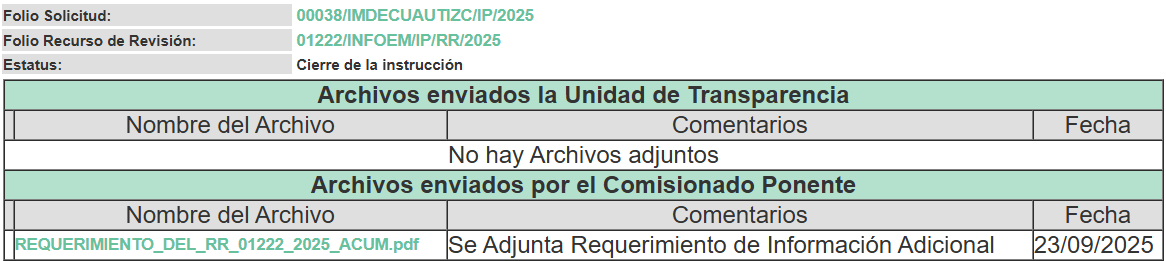 Folio Solicitud: 00038/IMDECUAUTIZC/IP/2025
Folio Recurso de Revisión: 01222/INFOEM/IP/RR/2025
Estatus: Cierre de la instrucción
Archivos enviados la Unidad de Transparencia
Nombre del Archivo Comentarios Fecha
No hay Archivos adjuntos
Archivos enviados por el Comisionado Ponente
Nombre del Archivo Comentarios Fecha
REQUERIMIENTO_DEL_RR_01222_2025_ACUM.pdf Se Adjunta Requerimiento de Información Adicional 23/09/2025